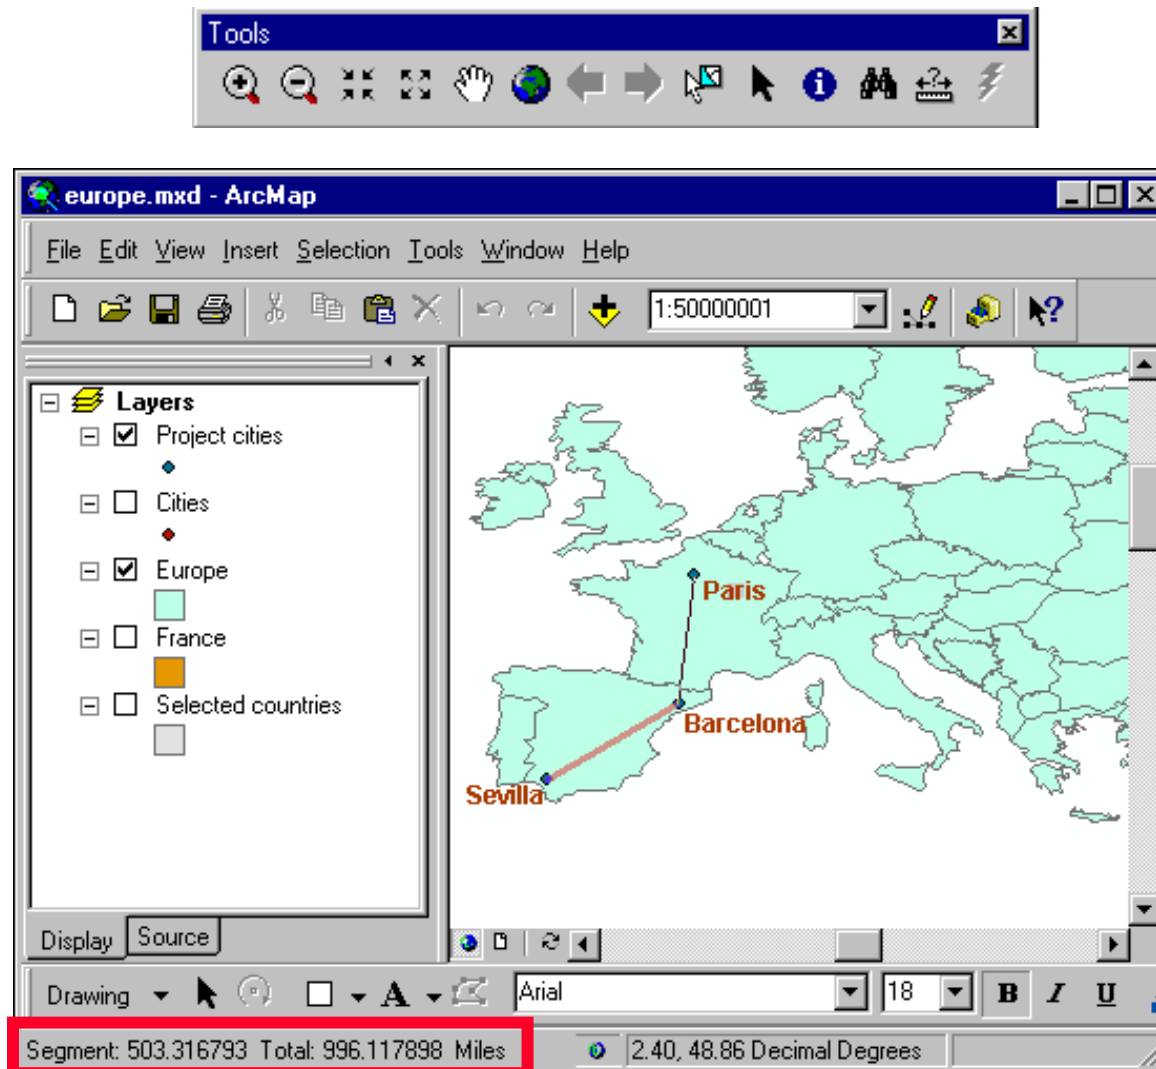 Tools
europe.mxd - ArcMap
File Edit View Insert Selection Tools Window Help
1:50000001
Layers
Project cities
Cities
Europe
France
Selected countries
Paris
Barcelona
Sevilla
Display Source
Drawing A Arial 18 B I U
Segment: 503.316793 Total: 996.117898 Miles 2.40, 48.86 Decimal Degrees